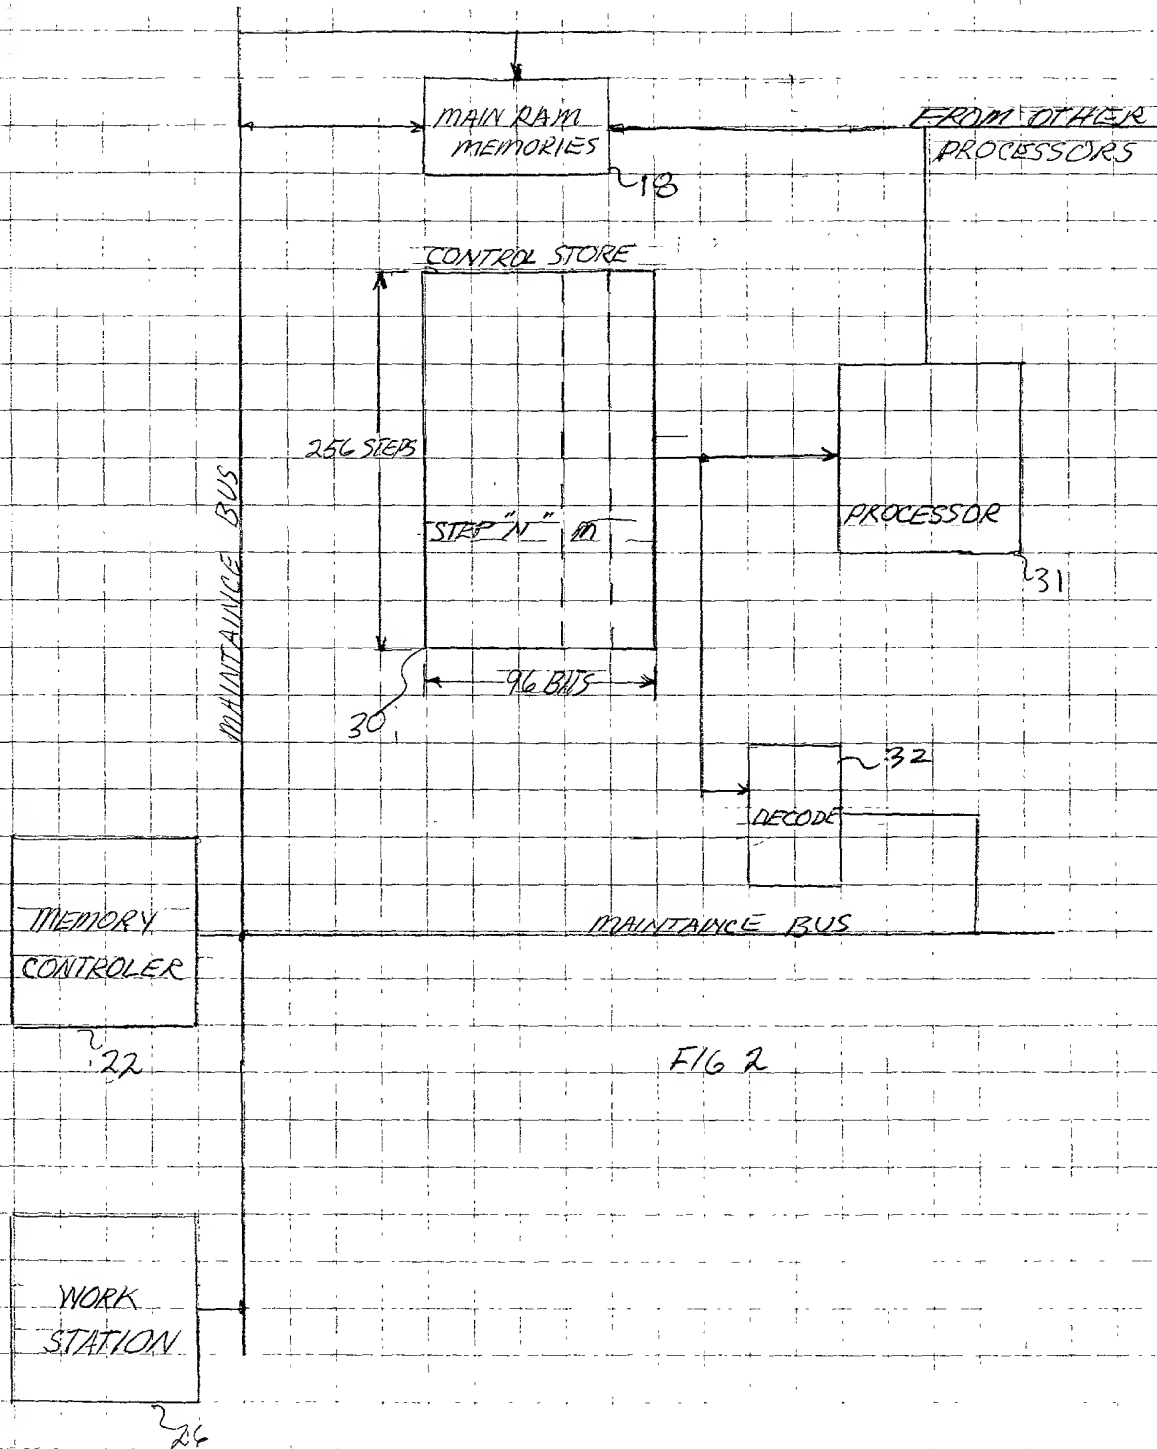 MAIN RAM
MEMORIES
18
FROM OTHER
PROCESSORS
CONTROL STORE
256 STEPS
STEP "N" m
96 BITS
30
PROCESSOR
31
MAINTAINCE BUS
32
DECODE
MEMORY
CONTROLER
22
MAINTAINCE BUS
FIG 2
WORK
STATION
26